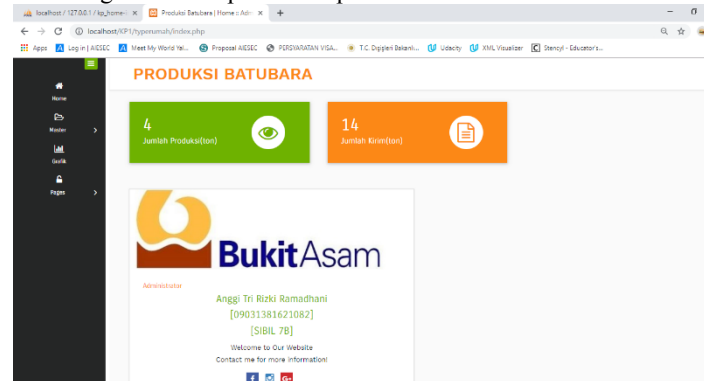 localhost / 127.0.0.1 / kp_home
Produksi Batubara | Home :: Adm
localhost/KP1/typerumah/index.php
Apps
Log in | AIESEC
Meet My World Yal...
Proposal AIESEC
PERSYARATAN VISA...
Udacity
XML Visualizer
Stencyl - Educator's...
PRODUKSI BATUBARA
Home
Master
Grafik
Pages
4
Jumlah Produksi(ton)
14
Jumlah Kirim(ton)
BukitAsam
Administrator
Anggi Tri Rizki Ramadhani
[09031381621082]
[SIBIL 7B]
Welcome to Our Website
Contact me for more information!